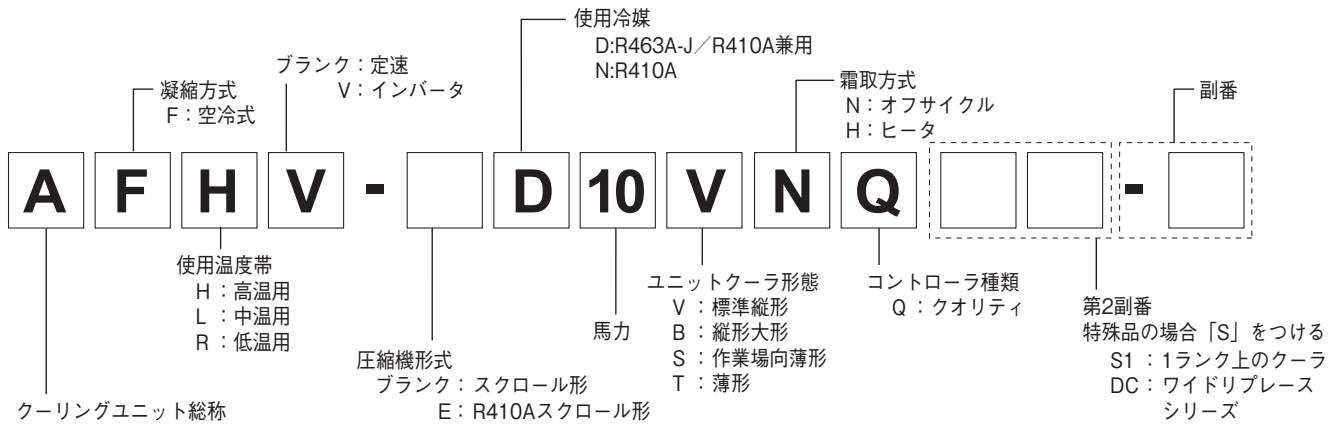 使用冷媒
D:R463A-J／R410A兼用
N:R410A
ブランク：定速
V：インバータ
凝縮方式
F：空冷式
霜取方式
N：オフサイクル
H：ヒータ
副番
A F H V - D 10 V N Q -
使用温度帯
H：高温用
L：中温用
R：低温用
圧縮機形式
ブランク：スクロール形
E：R410Aスクロール形
馬力
ユニットクーラ形態
V：標準縦形
B：縦形大形
S：作業場向薄形
T：薄形
コントローラ種類
Q：クオリティ
第2副番
特殊品の場合「S」をつける
S1：1ランク上のクーラ
DC：ワイドリプレース
シリーズ
クーリングユニット総称